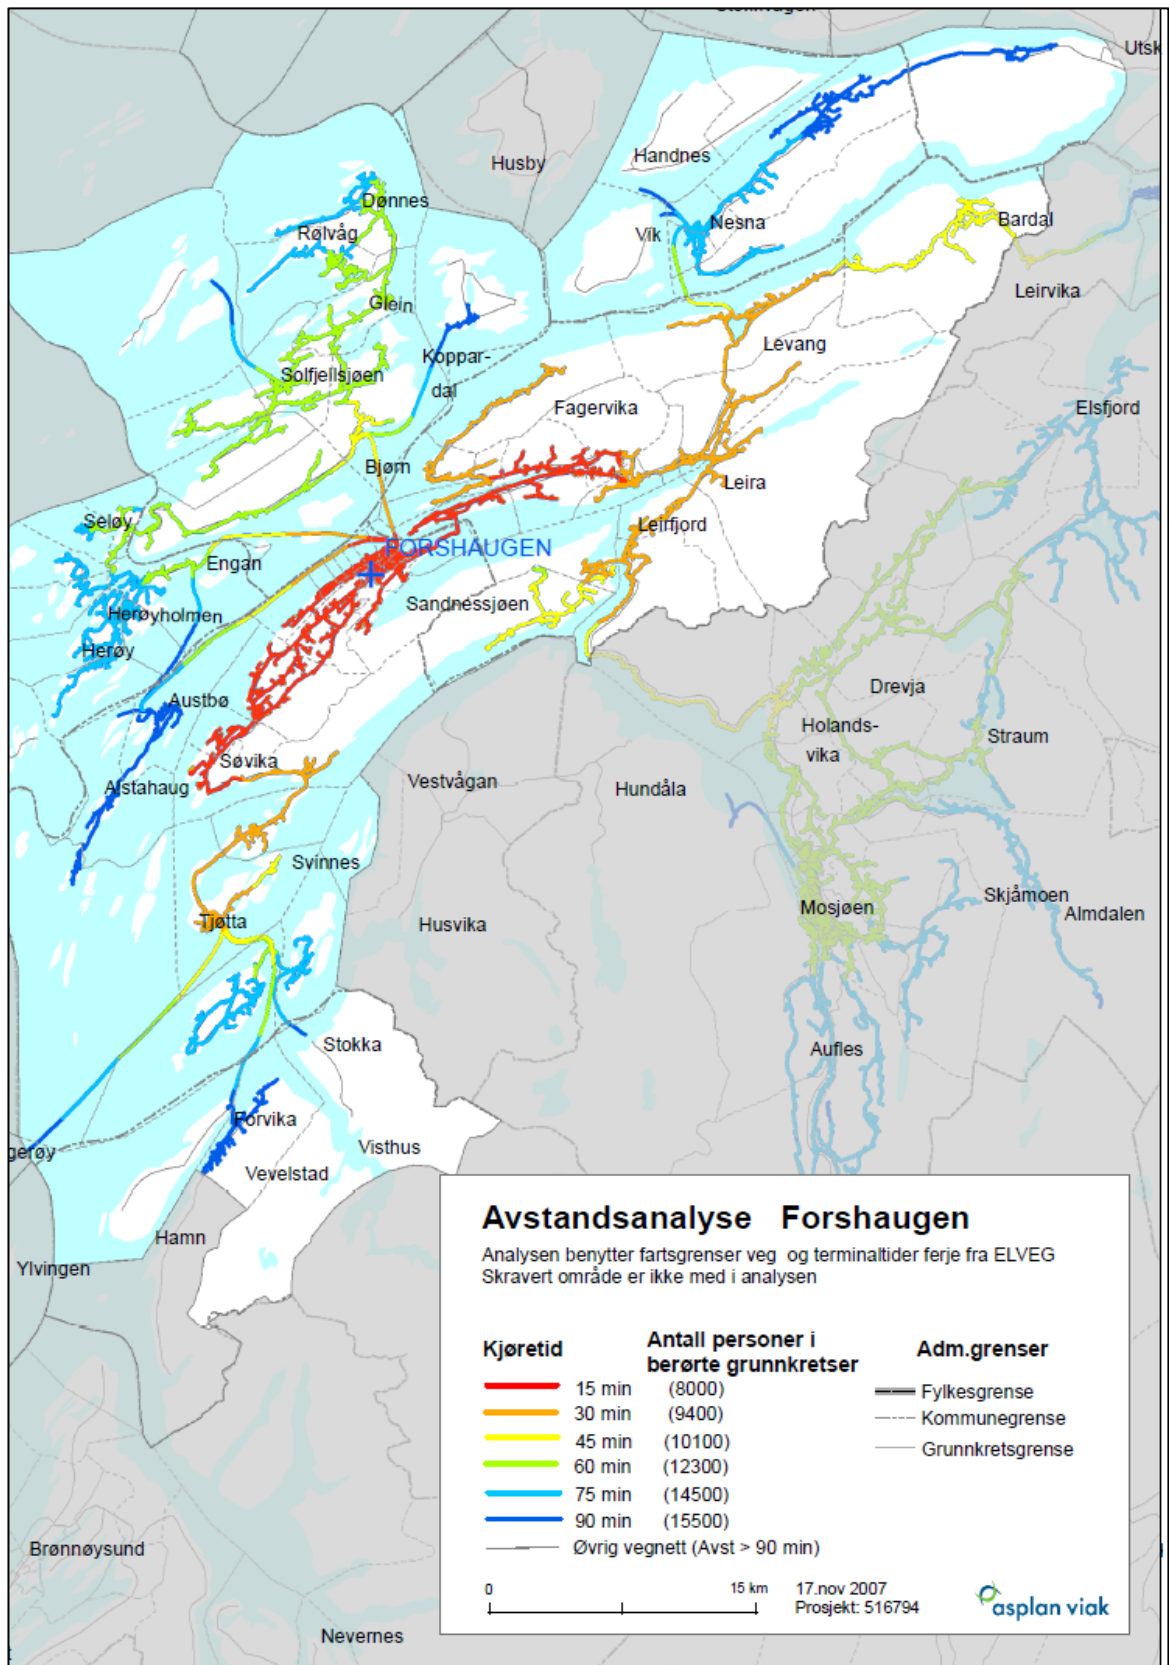 Utsk
Husby
Handnes
Dønnes
Rølvåg
Nesna
Vik
Bardal
Leirvika
Glein
Levang
Koppar-
dal
Solfjellsjøen
Fagervika
Elsfjord
Bjørn
Leira
Seløy
Leirfjord
FORSHAUGEN
Engan
Sandnessjøen
Herøyholmen
Herøy
Drevja
Austbø
Holands-
vika
Straum
Søvika
Vestvågan
Hundåla
Alstahaug
Svinnes
Skjåmoen
Mosjøen
Almdalen
Tjøtta
Husvika
Stokka
Aufles
Forvika
gerøy
Visthus
Vevelstad
Hamn
Ylvingen
Brønnøysund
Nevernes
Avstandsanalyse Forshaugen
Analysen benytter fartsgrenser veg og terminaltider ferje fra ELVEG
Skravert område er ikke med i analysen
Kjøretid
Antall personer i
berørte grunnkretser
Adm.grenser
15 min (8000)
30 min (9400)
45 min (10100)
60 min (12300)
75 min (14500)
90 min (15500)
Øvrig vegnett (Avst > 90 min)
Fylkesgrense
Kommunegrense
Grunnkretsgrense
0 15 km
17.nov 2007
Prosjekt: 516794
asplan viak